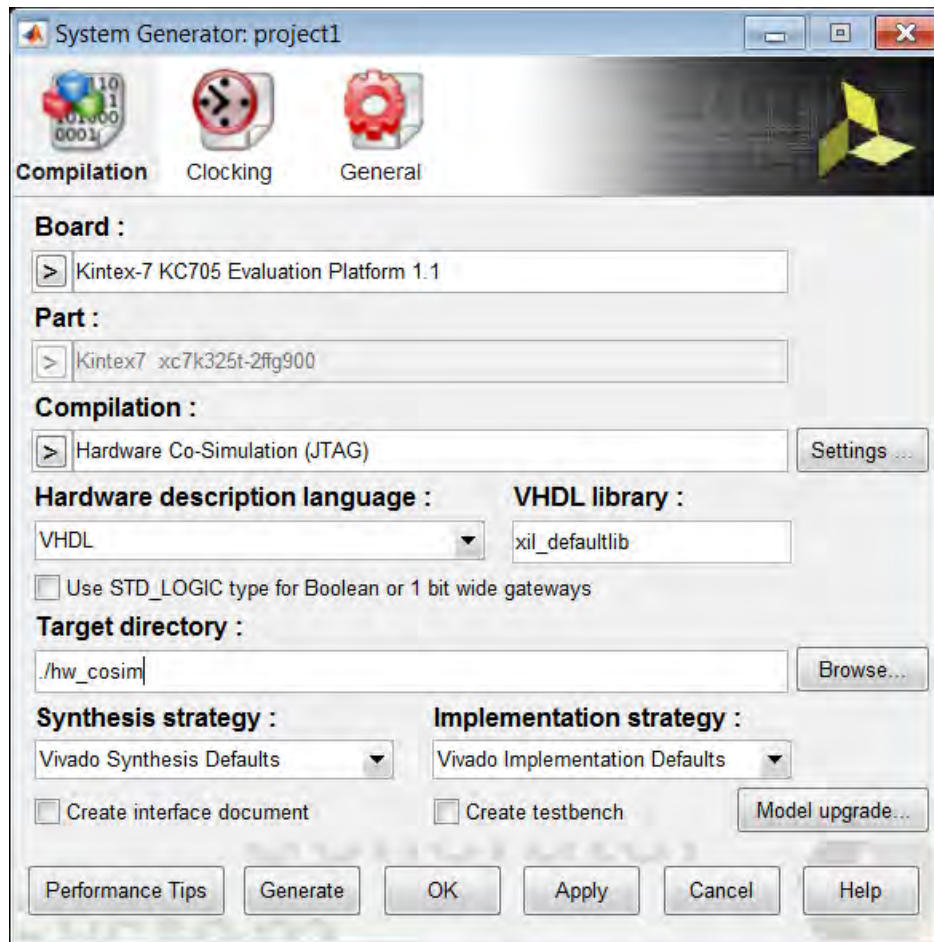 System Generator: project1
Compilation Clocking General
Board :
> Kintex-7 KC705 Evaluation Platform 1.1
Part :
> Kintex7 xc7k325t-2ffg900
Compilation :
> Hardware Co-Simulation (JTAG) Settings ...
Hardware description language : VHDL library :
VHDL xil_defaultlib
Use STD_LOGIC type for Boolean or 1 bit wide gateways
Target directory :
./hw_cosim Browse...
Synthesis strategy : Implementation strategy :
Vivado Synthesis Defaults Vivado Implementation Defaults
Create interface document Create testbench Model upgrade...
Performance Tips Generate OK Apply Cancel Help